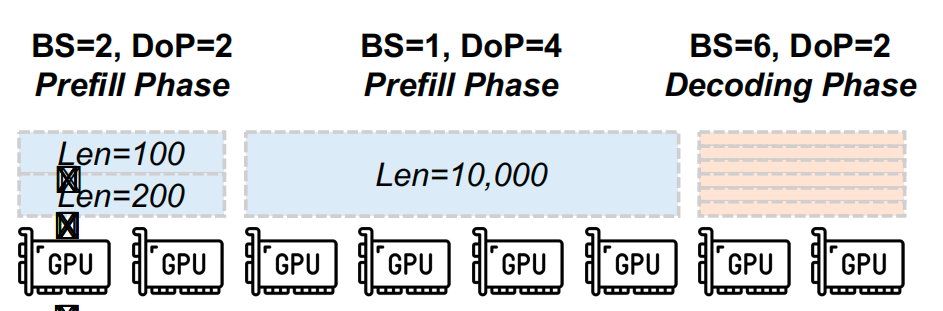 BS=2, DoP=2
Prefill Phase
BS=1, DoP=4
Prefill Phase
BS=6, DoP=2
Decoding Phase
Len=100
Len=200
Len=10,000
GPU
GPU
GPU
GPU
GPU
GPU
GPU
GPU